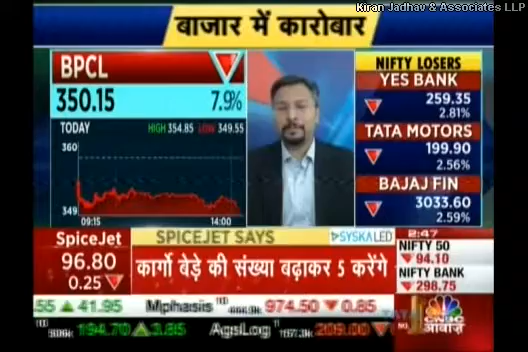 Kiran Jadhav & Associates LLP
बाजार में कारोबार
BPCL
350.15
7.9%
TODAY HIGH 354.85 LOW 349.55
360
349
09:15 14:00
NIFTY LOSERS
YES BANK
259.35
2.81%
TATA MOTORS
199.90
2.56%
BAJAJ FIN
3033.60
2.59%
SpiceJet
96.80
0.25
SPICEJET SAYS
SYSKA LED
कार्गो बेड़े की संख्या बढ़ाकर 5 करेंगे
2:47
NIFTY 50
94.10
NIFTY BANK
298.75
55 41.95 Mphasis 974.50 0.85
194.70 3.85 AgsLog 209.00
CNBC
आवाज़